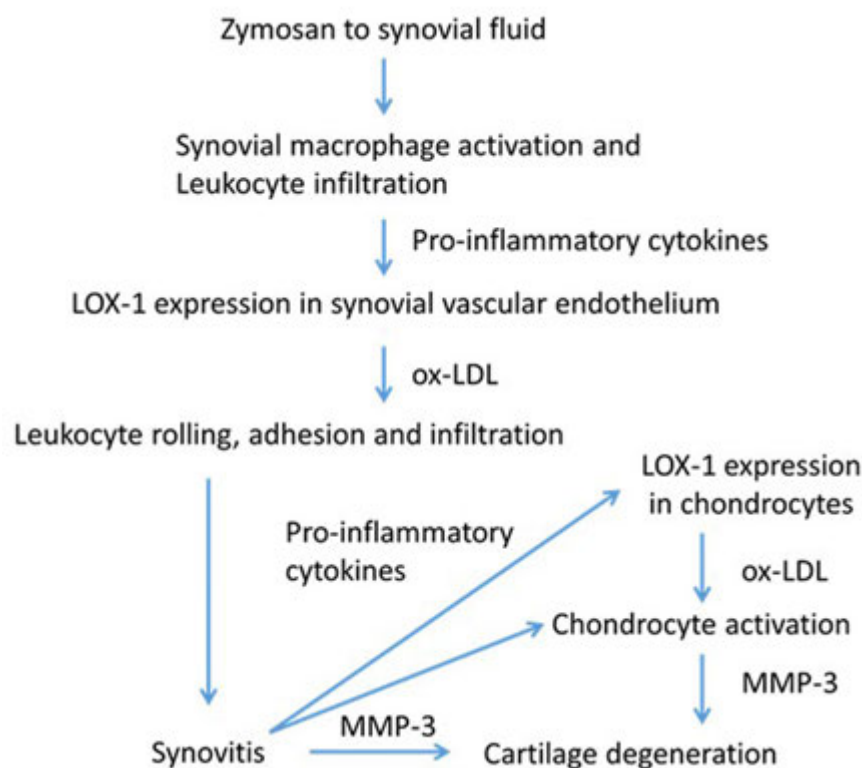 Zymosan to synovial fluid
Synovial macrophage activation and
Leukocyte infiltration
Pro-inflammatory cytokines
LOX-1 expression in synovial vascular endothelium
ox-LDL
Leukocyte rolling, adhesion and infiltration
LOX-1 expression
in chondrocytes
Pro-inflammatory
cytokines
ox-LDL
Chondrocyte activation
MMP-3
MMP-3
Synovitis
Cartilage degeneration